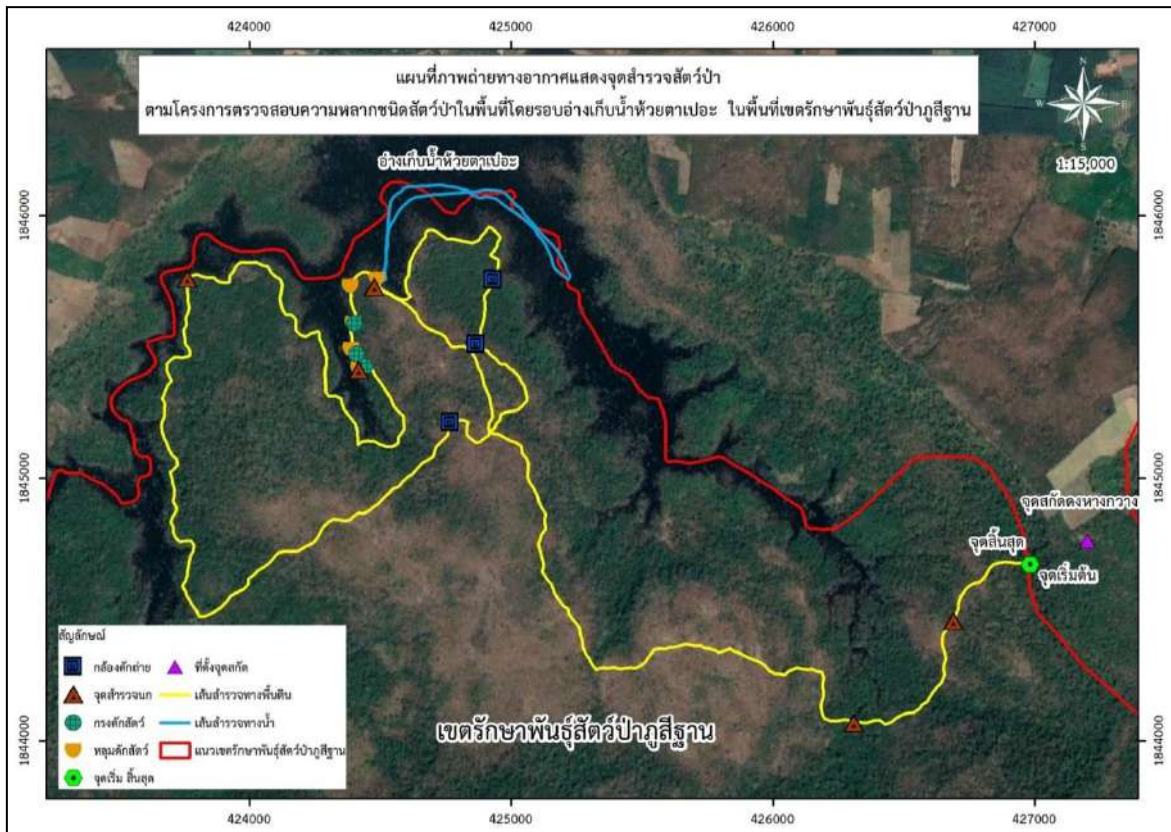 424000 425000 426000 427000
แผนที่ภาพถ่ายทางอากาศแสดงจุดสำรวจสัตว์ป่า
ตามโครงการตรวจสอบความหลากชนิดสัตว์ป่าในพื้นที่โดยรอบอ่างเก็บน้ำห้วยตาเปอะ ในพื้นที่เขตรักษาพันธุ์สัตว์ป่าภูสีฐาน
N
W E
S
1:15,000
อ่างเก็บน้ำห้วยตาเปอะ
1846000 1846000
1845000 1845000
จุดสกัดดงหางกวาง
จุดสิ้นสุด
จุดเริ่มต้น
สัญลักษณ์
กล้องดักถ่าย ที่ตั้งจุดสกัด
จุดสำรวจนก เส้นสำรวจทางพื้นดิน
กรงดักสัตว์ เส้นสำรวจทางน้ำ
หลุมดักสัตว์ แนวเขตรักษาพันธุ์สัตว์ป่าภูสีฐาน
จุดเริ่ม สิ้นสุด
เขตรักษาพันธุ์สัตว์ป่าภูสีฐาน
1844000 1844000
424000 425000 426000 427000